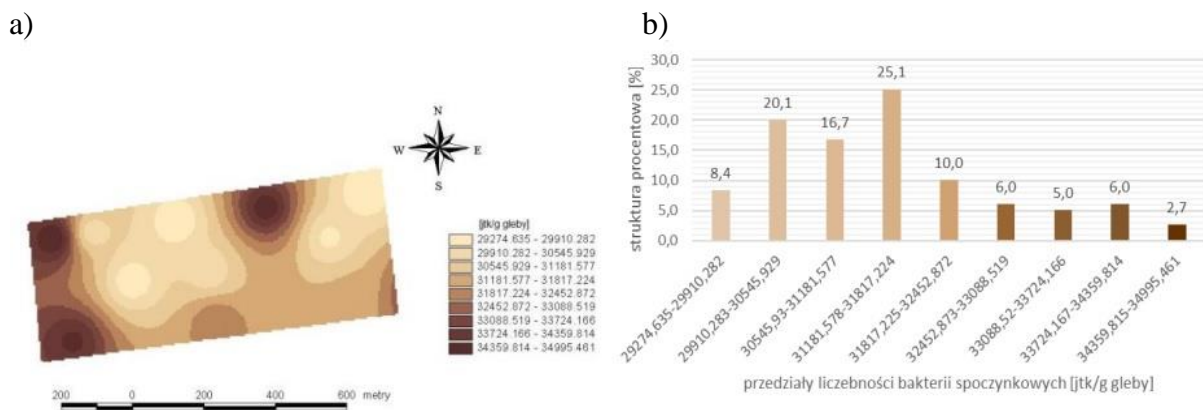 a)
N
W E
S
[jtk/g gleby]
29274.635 - 29910.282
29910.282 - 30545.929
30545.929 - 31181.577
31181.577 - 31817.224
31817.224 - 32452.872
32452.872 - 33088.519
33088.519 - 33724.166
33724.166 - 34359.814
34359.814 - 34995.461
200 0 200 400 600 metry
b)
struktura procentowa [%]
30,0
25,0
20,0
15,0
10,0
5,0
0,0
8,4
20,1
16,7
25,1
10,0
6,0
5,0
6,0
2,7
29274,635-29910,282
29910,283-30545,929
30545,93-31181,577
31181,578-31817,224
31817,225-32452,872
32452,873-33088,519
33088,52-33724,166
33724,167-34359,814
34359,815-34995,461
przedziały liczebności bakterii spoczynkowych [jtk/g gleby]